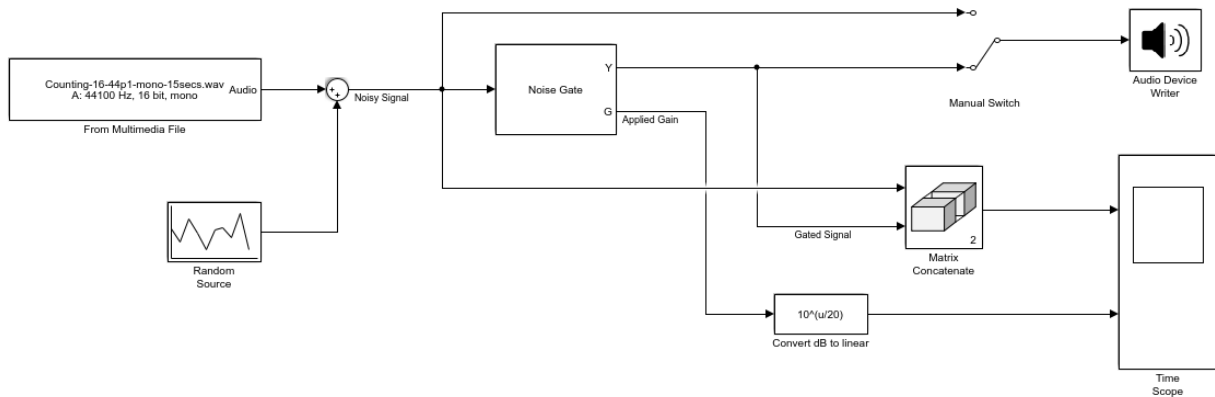 Counting-16-44p1-mono-15secs.wav
A: 44100 Hz, 16 bit, mono
Audio
From Multimedia File
+
+
Noisy Signal
Random
Source
Noise Gate
Y
G
Applied Gain
Manual Switch
Audio Device
Writer
Gated Signal
2
Matrix
Concatenate
10^(u/20)
Convert dB to linear
Time
Scope